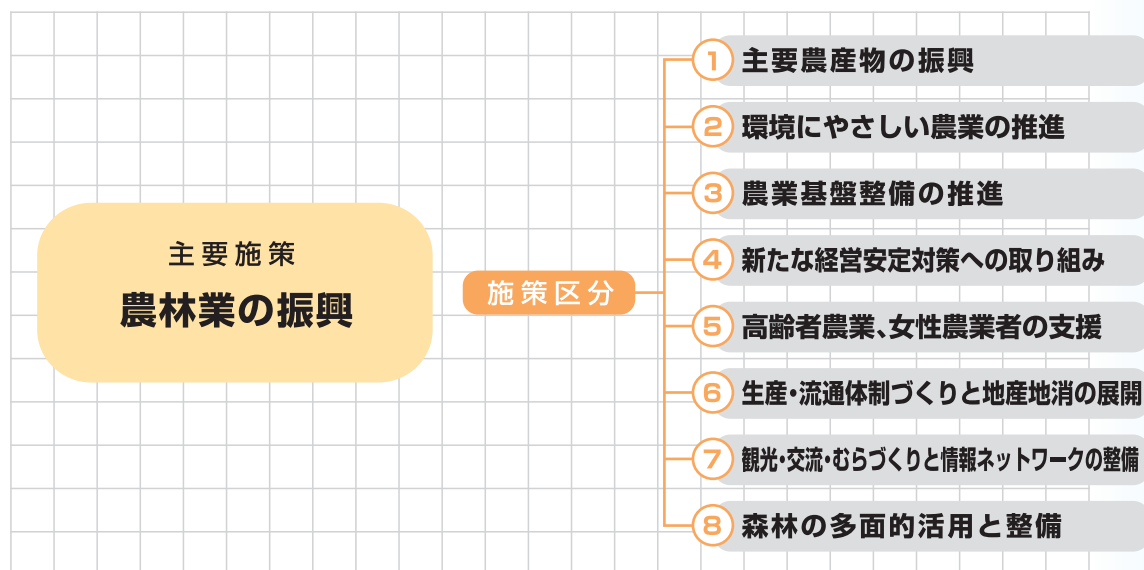 主要施策
農林業の振興
施策区分
① 主要農産物の振興
② 環境にやさしい農業の推進
③ 農業基盤整備の推進
④ 新たな経営安定対策への取り組み
⑤ 高齢者農業、女性農業者の支援
⑥ 生産・流通体制づくりと地産地消の展開
⑦ 観光・交流・むらづくりと情報ネットワークの整備
⑧ 森林の多面的活用と整備